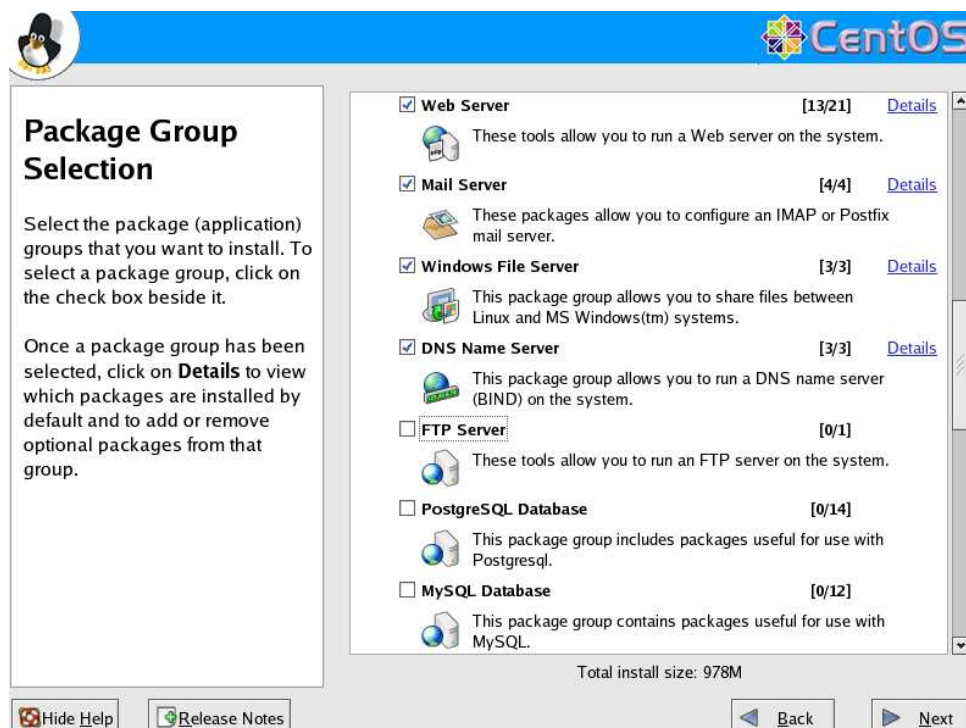 CentOS
Package Group
Selection
Select the package (application)
groups that you want to install. To
select a package group, click on
the check box beside it.
Once a package group has been
selected, click on Details to view
which packages are installed by
default and to add or remove
optional packages from that
group.
Web Server [13/21] Details
These tools allow you to run a Web server on the system.
Mail Server [4/4] Details
These packages allow you to configure an IMAP or Postfix
mail server.
Windows File Server [3/3] Details
This package group allows you to share files between
Linux and MS Windows(tm) systems.
DNS Name Server [3/3] Details
This package group allows you to run a DNS name server
(BIND) on the system.
FTP Server [0/1]
These tools allow you to run an FTP server on the system.
PostgreSQL Database [0/14]
This package group includes packages useful for use with
Postgresql.
MySQL Database [0/12]
This package group contains packages useful for use with
MySQL.
Total install size: 978M
Hide Help Release Notes Back Next